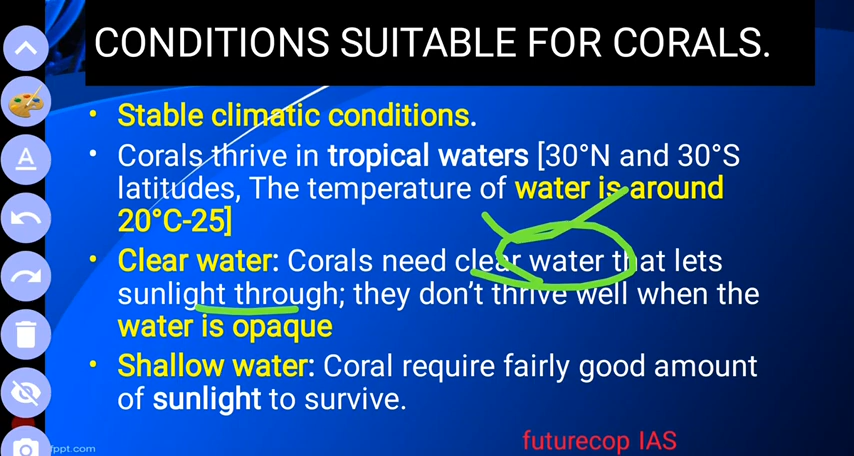 CONDITIONS SUITABLE FOR CORALS.
• Stable climatic conditions.
• Corals thrive in tropical waters [30°N and 30°S
latitudes, The temperature of water is around
20°C-25]
• Clear water: Corals need clear water that lets
sunlight through; they don't thrive well when the
water is opaque
• Shallow water: Coral require fairly good amount
of sunlight to survive.
fppt.com
futurecop IAS